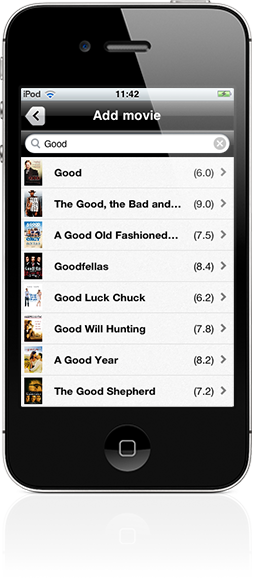 iPod 11:42
Add movie
Good
Good (6.0)
The Good, the Bad and... (9.0)
A Good Old Fashioned... (7.5)
Goodfellas (8.4)
Good Luck Chuck (6.2)
Good Will Hunting (7.8)
A Good Year (8.2)
The Good Shepherd (7.2)